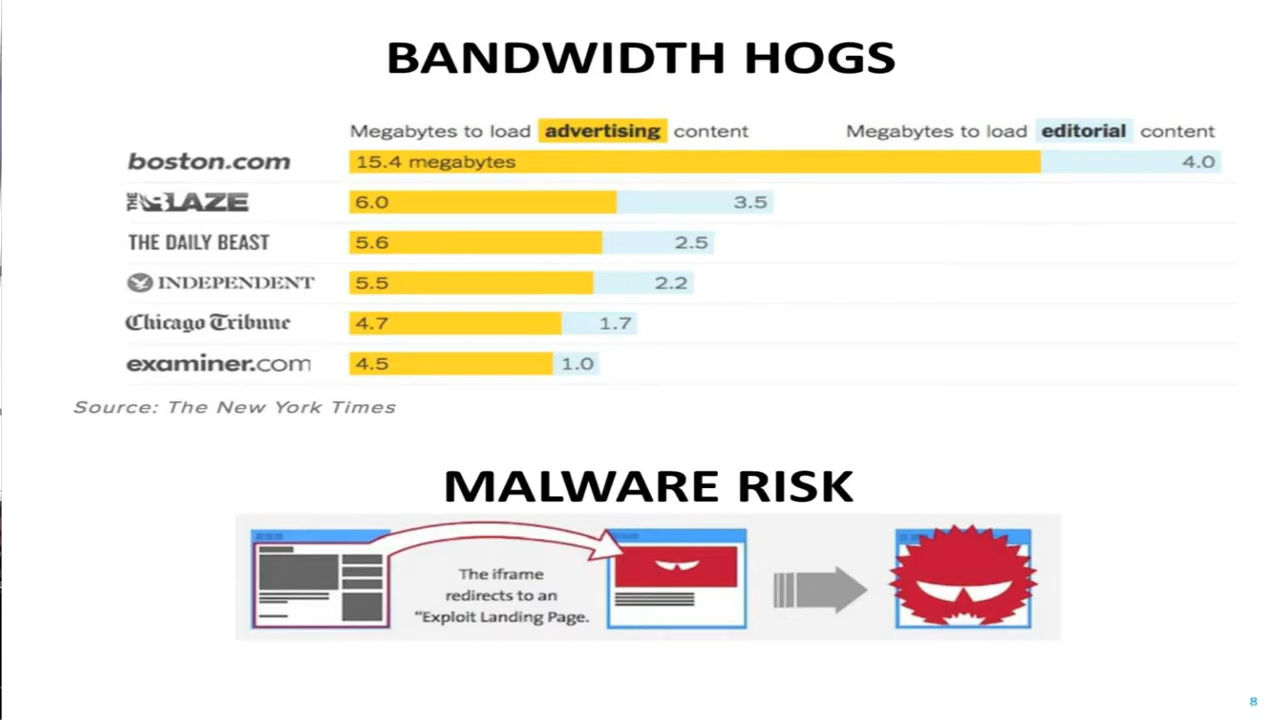 BANDWIDTH HOGS
Megabytes to load advertising content Megabytes to load editorial content
boston.com 15.4 megabytes 4.0
THE BLAZE 6.0 3.5
THE DAILY BEAST 5.6 2.5
INDEPENDENT 5.5 2.2
Chicago Tribune 4.7 1.7
examiner.com 4.5 1.0
Source: The New York Times
MALWARE RISK
The iframe
redirects to an
“Exploit Landing Page.
8